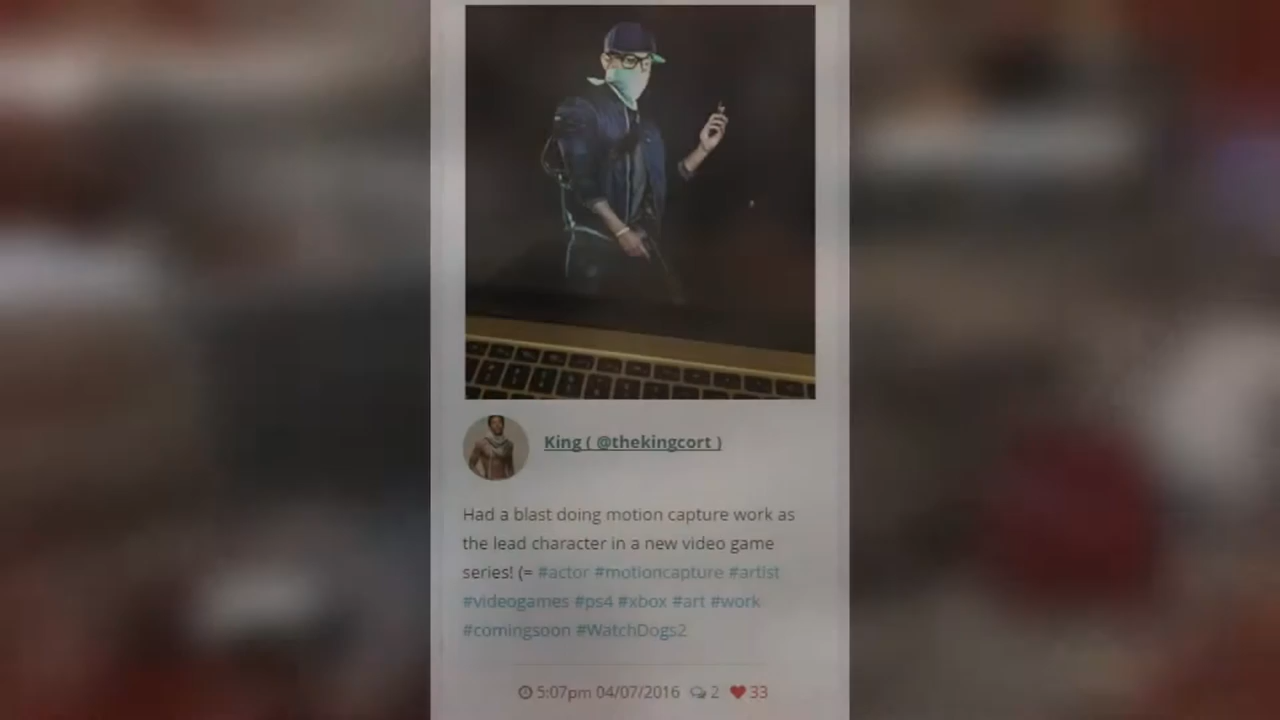 King ( @thekingcort )
Had a blast doing motion capture work as
the lead character in a new video game
series! (= #actor #motioncapture #artist
#videogames #ps4 #xbox #art #work
#comingsoon #WatchDogs2
5:07pm 04/07/2016 2 33